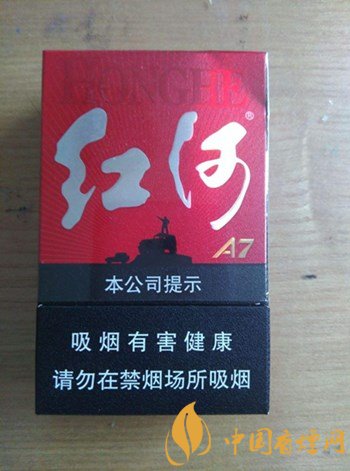 HONGHE
红河®
A7
本公司提示
吸烟有害健康
请勿在禁烟场所吸烟
中国香烟网